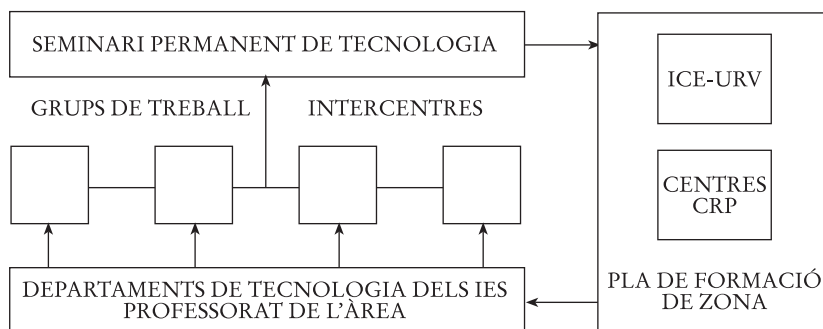 SEMINARI PERMANENT DE TECNOLOGIA
GRUPS DE TREBALL INTERCENTRES
DEPARTAMENTS DE TECNOLOGIA DELS IES
PROFESSORAT DE L'ÀREA
ICE-URV
CENTRES
CRP
PLA DE FORMACIÓ
DE ZONA